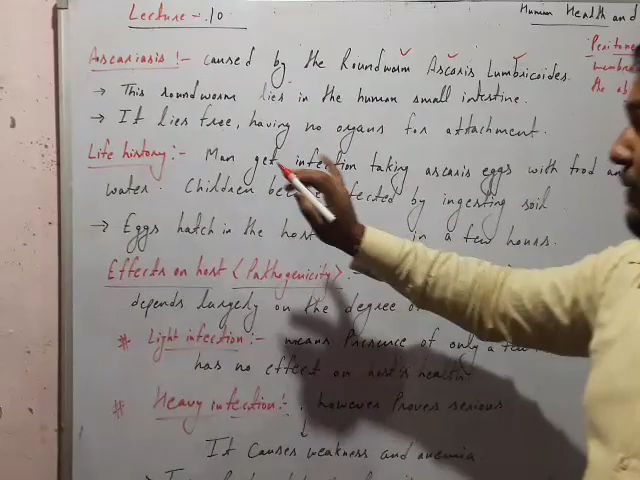 Lecture - 10
Human Health and
Ascariasis :- caused by the Roundworm Ascaris Lumbricoides.
→ This roundworm lies in the human small intestine.
→ It lies free, having no organs for attachment.
Life history :- Man get infection taking ascaris eggs with food
water. Children by ingesting soil
→ Eggs hatch in the host in a few hours.
Effects on host <Pathogenicity> :-
depends largely on the degree
* Light infection :- means Presence of only a few
has no effect on host's health.
* Heavy infection :- however Proves serious
↓
It causes weakness and anemia.
Peritone
membra
the ab